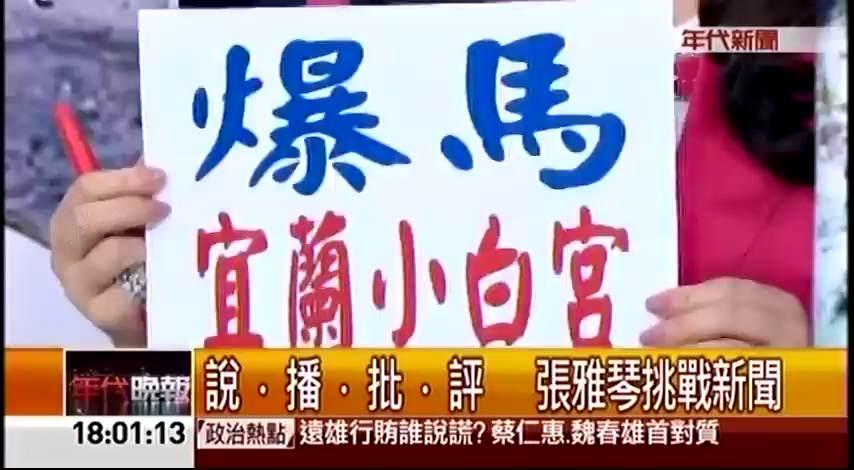 年代新聞
爆馬
宜蘭小白宮
年代晚報
說・播・批・評 張雅琴挑戰新聞
18:01:13
政治熱點 遠雄行賄誰說謊?蔡仁惠.魏春雄首對質